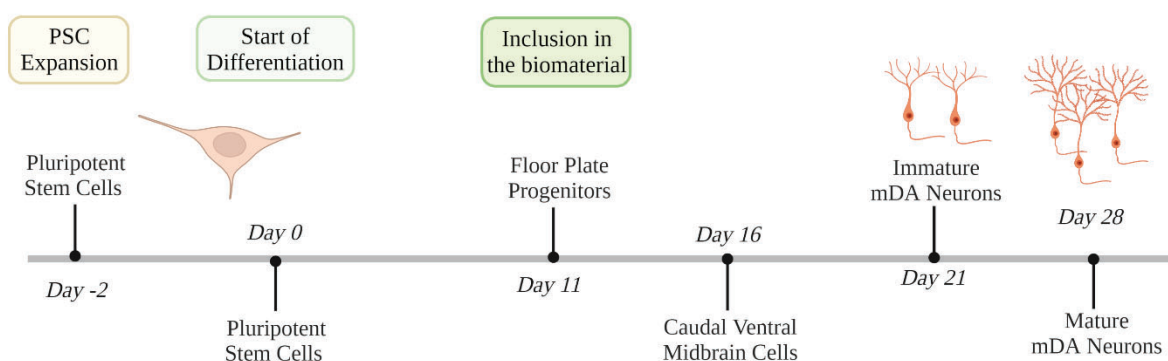 PSC
Expansion
Start of
Differentiation
Inclusion in
the biomaterial
Pluripotent
Stem Cells
Floor Plate
Progenitors
Immature
mDA Neurons
Day 0
Day 16
Day 28
Day -2
Day 11
Day 21
Pluripotent
Stem Cells
Caudal Ventral
Midbrain Cells
Mature
mDA Neurons